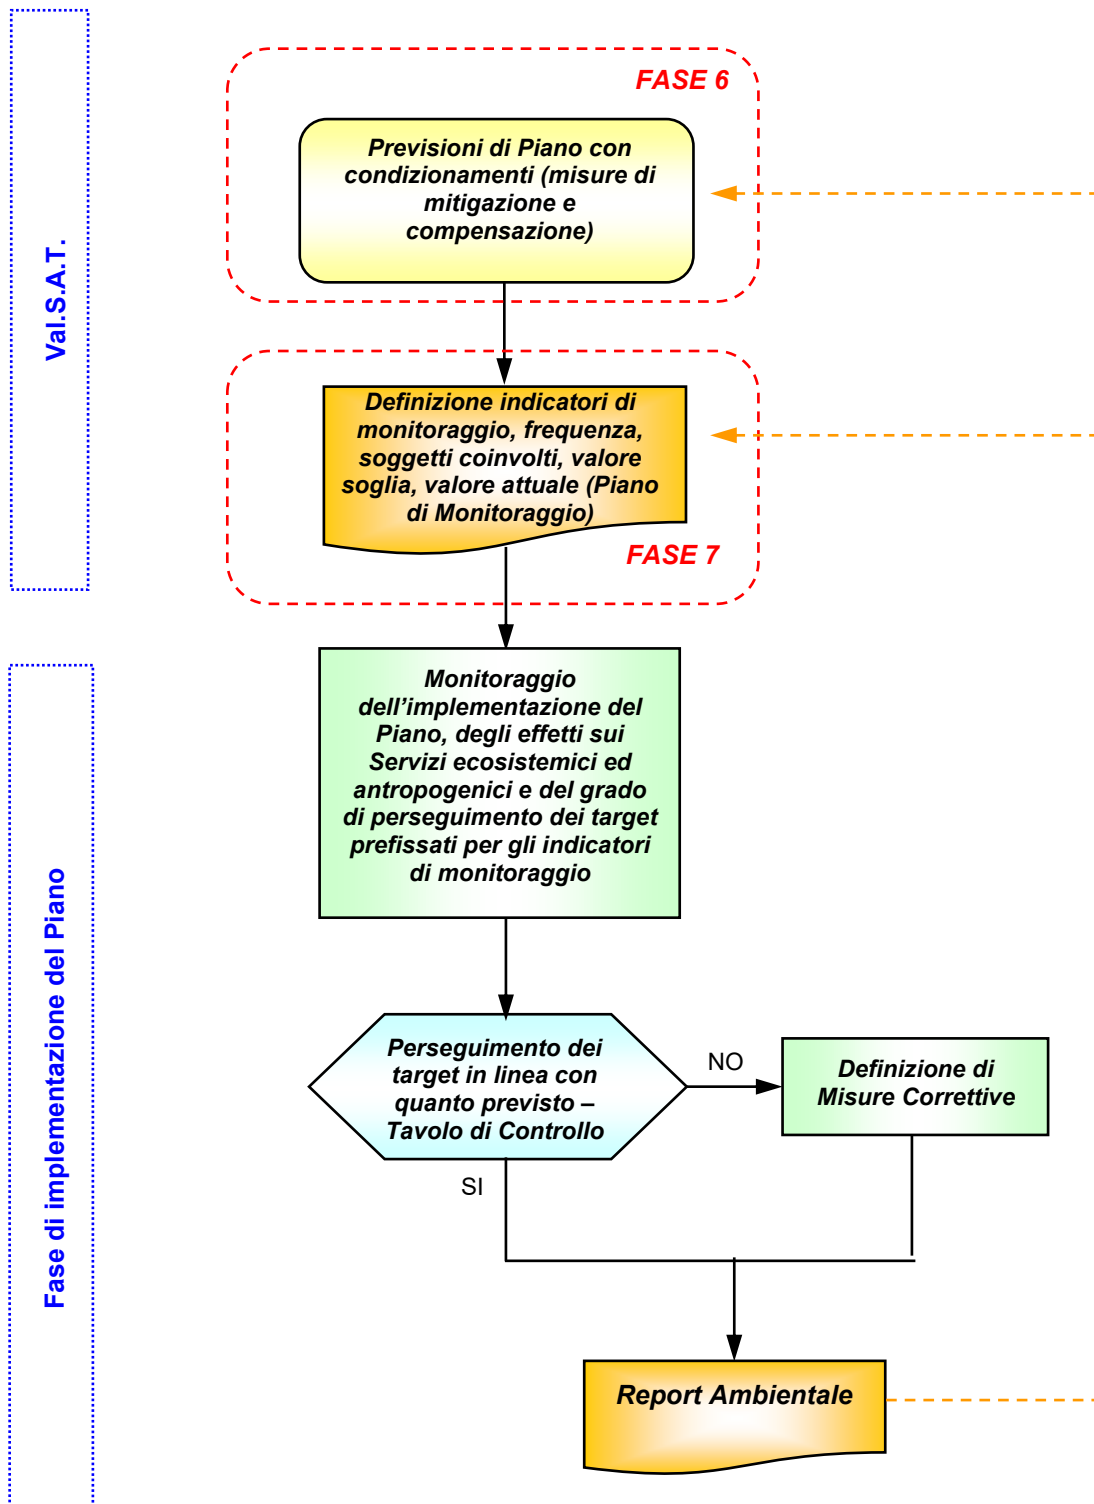 Val.S.A.T.
FASE 6
Previsioni di Piano con
condizionamenti (misure di
mitigazione e
compensazione)
Definizione indicatori di
monitoraggio, frequenza,
soggetti coinvolti, valore
soglia, valore attuale (Piano
di Monitoraggio)
FASE 7
Fase di implementazione del Piano
Monitoraggio
dell’implementazione del
Piano, degli effetti sui
Servizi ecosistemici ed
antropogenici e del grado
di perseguimento dei target
prefissati per gli indicatori
di monitoraggio
Perseguimento dei
target in linea con
quanto previsto –
Tavolo di Controllo
NO
Definizione di
Misure Correttive
SI
Report Ambientale